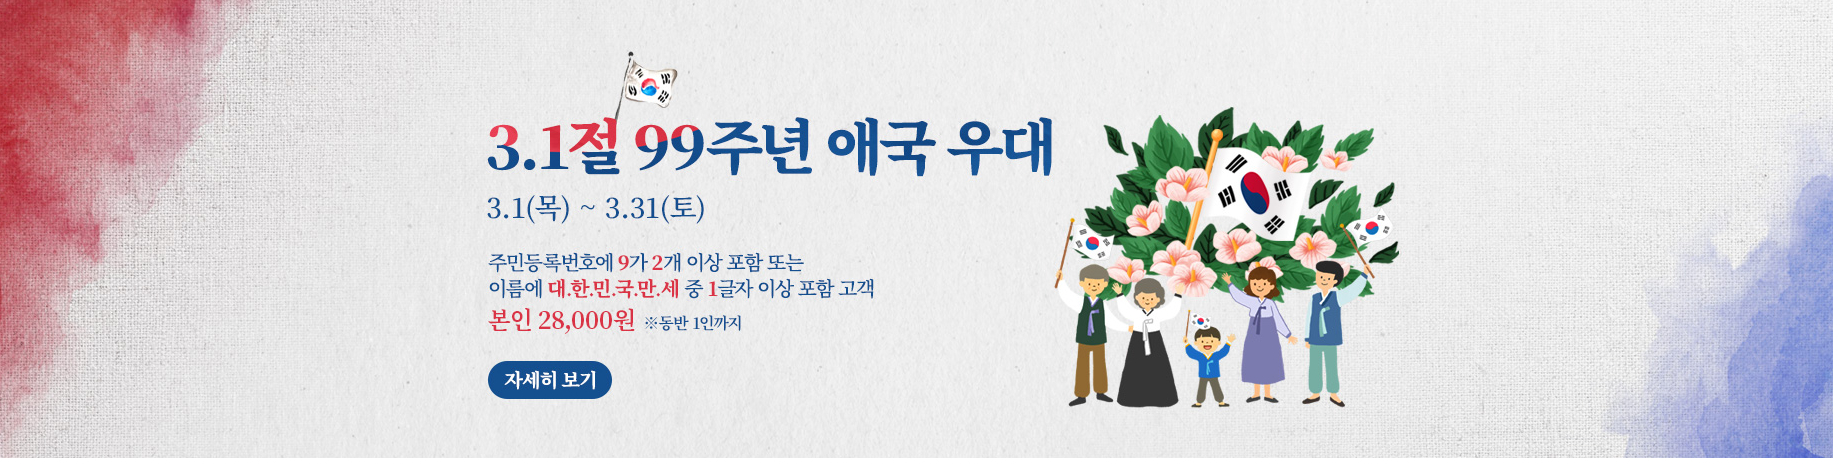 3.1절 99주년 애국 우대
3.1(목) ~ 3.31(토)
주민등록번호에 9가 2개 이상 포함 또는
이름에 대.한.민.국.만.세 중 1글자 이상 포함 고객
본인 28,000원 ※동반 1인까지
자세히 보기